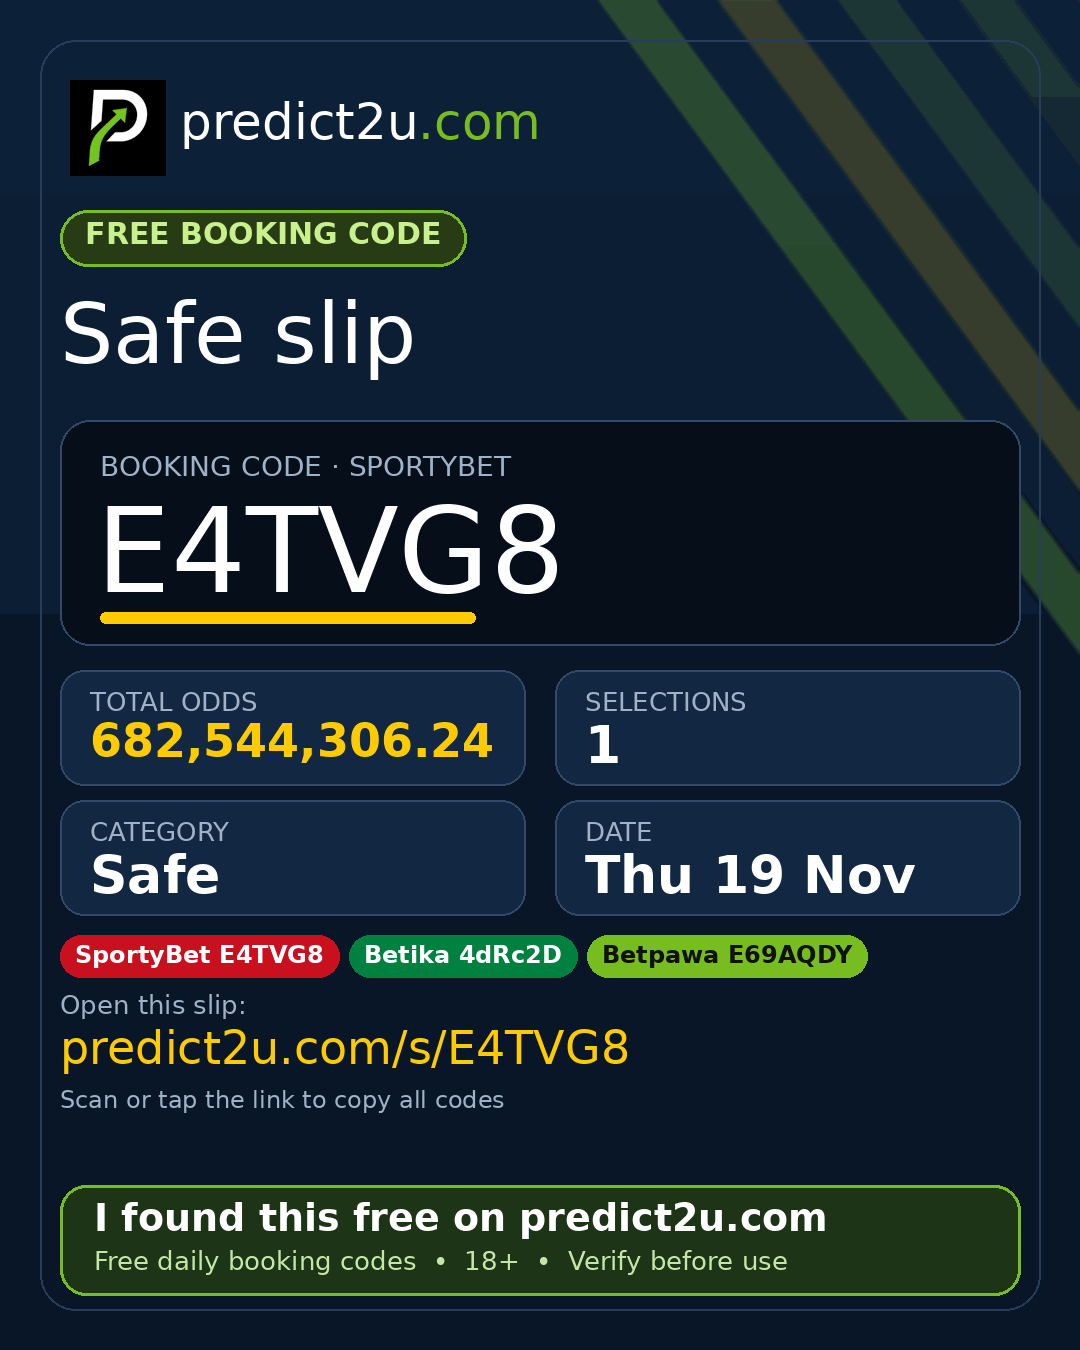 predict2u.com
FREE BOOKING CODE
Safe slip
BOOKING CODE · SPORTYBET
E4TVG8
TOTAL ODDS
682,544,306.24
SELECTIONS
1
CATEGORY
Safe
DATE
Thu 19 Nov
SportyBet E4TVG8
Betika 4dRc2D
Betpawa E69AQDY
Open this slip:
predict2u.com/s/E4TVG8
Scan or tap the link to copy all codes
I found this free on predict2u.com
Free daily booking codes • 18+ • Verify before use